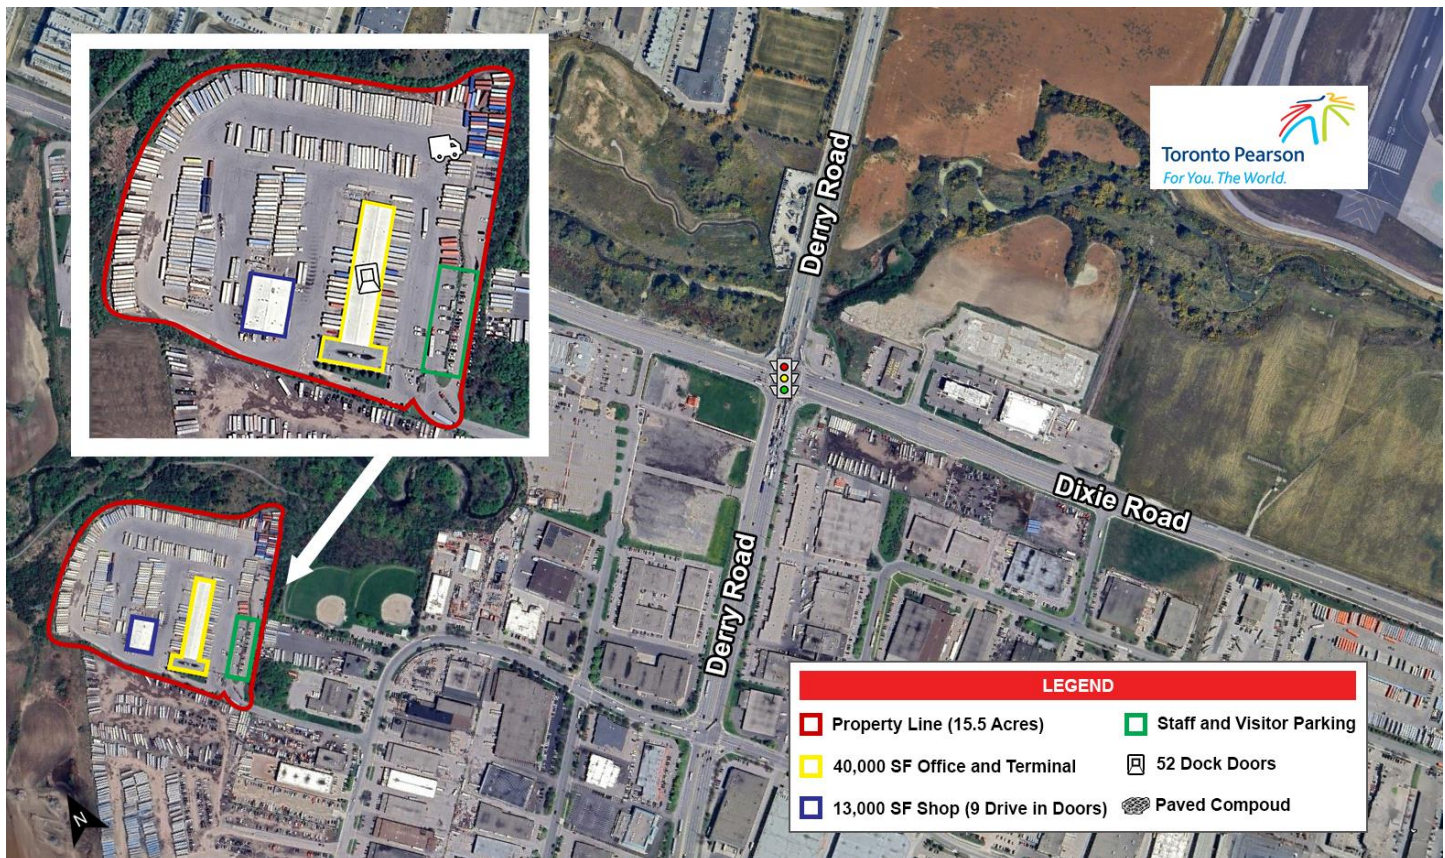 Derry Road
Toronto Pearson
For You. The World.
Dixie Road
Derry Road
LEGEND
Property Line (15.5 Acres)
Staff and Visitor Parking
40,000 SF Office and Terminal
52 Dock Doors
13,000 SF Shop (9 Drive in Doors)
Paved Compoud
N